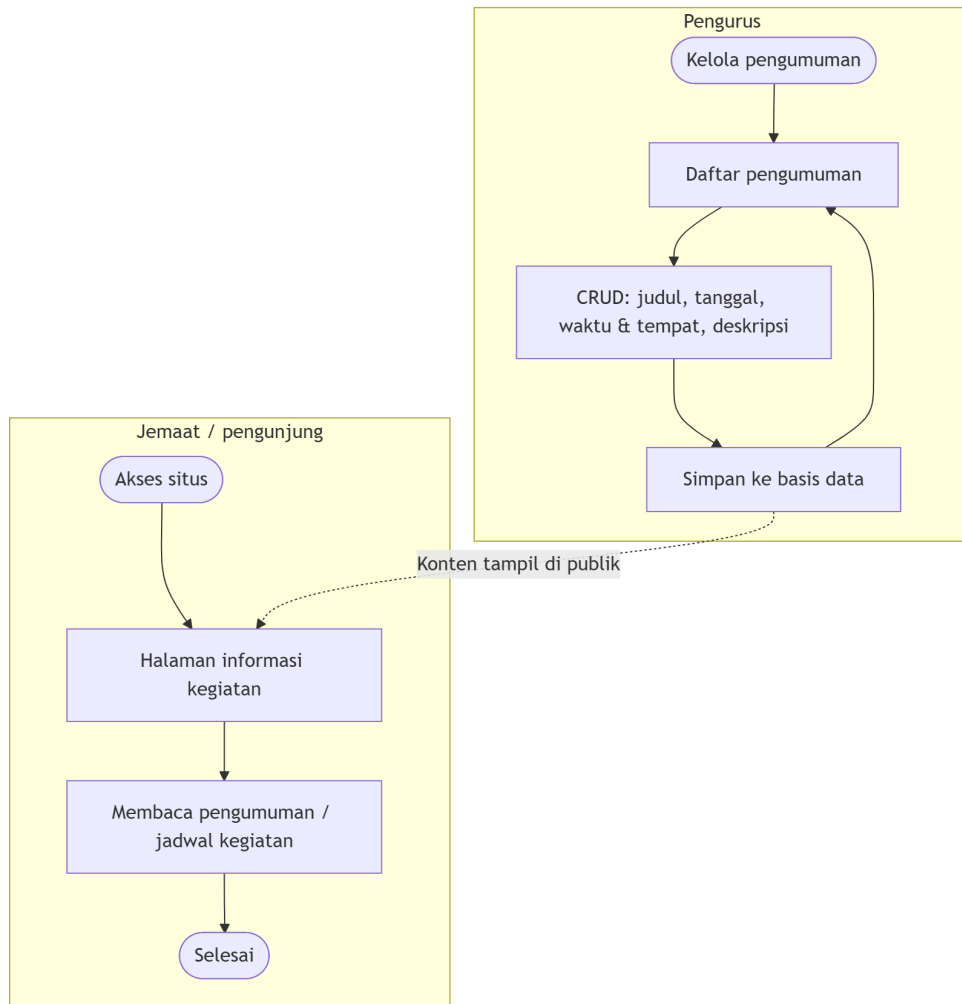 Pengurus
Kelola pengumuman
Daftar pengumuman
CRUD: judul, tanggal,
waktu & tempat, deskripsi
Simpan ke basis data
Konten tampil di publik
Jemaat / pengunjung
Akses situs
Halaman informasi
kegiatan
Membaca pengumuman /
jadwal kegiatan
Selesai